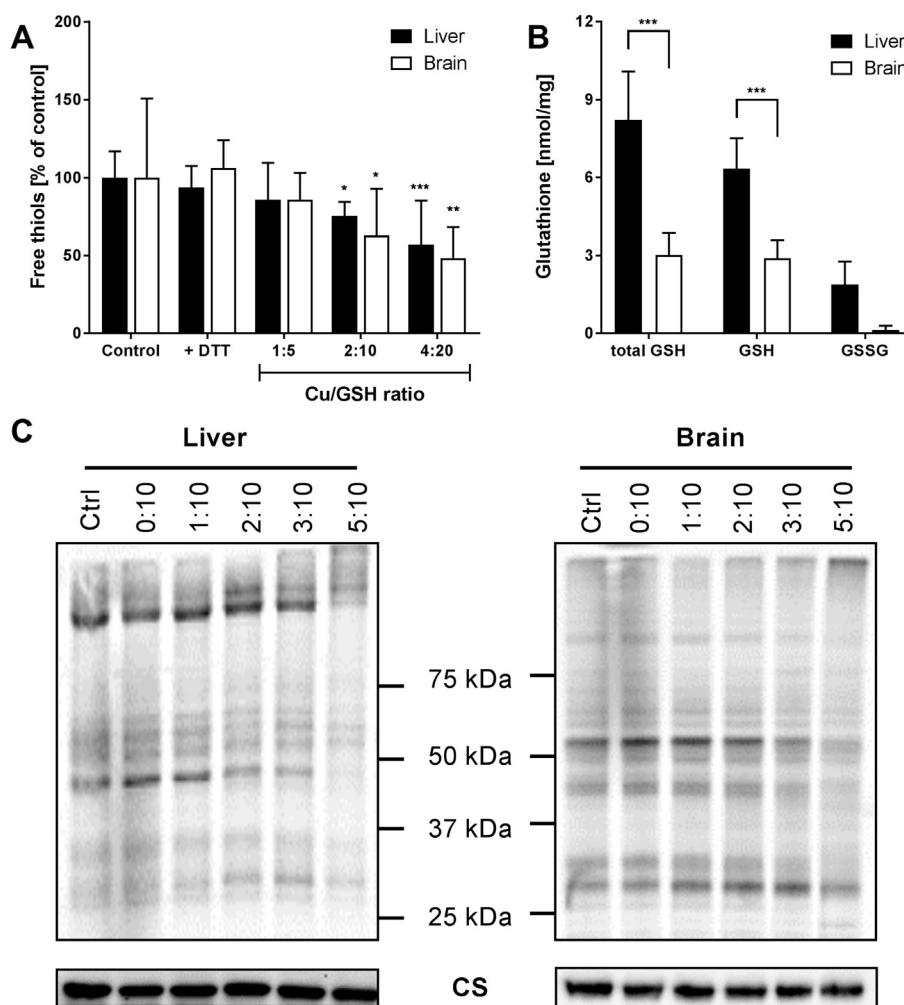 A
Free thiols [% of control]
200
150
100
50
0
Liver
Brain
*
*
***
**
Control
+ DTT
1:5
2:10
4:20
Cu/GSH ratio
B
Glutathione [nmol/mg]
12
9
6
3
0
***
***
Liver
Brain
total GSH
GSH
GSSG
C
Liver
Ctrl
0:10
1:10
2:10
3:10
5:10
Brain
Ctrl
0:10
1:10
2:10
3:10
5:10
75 kDa
50 kDa
37 kDa
25 kDa
CS